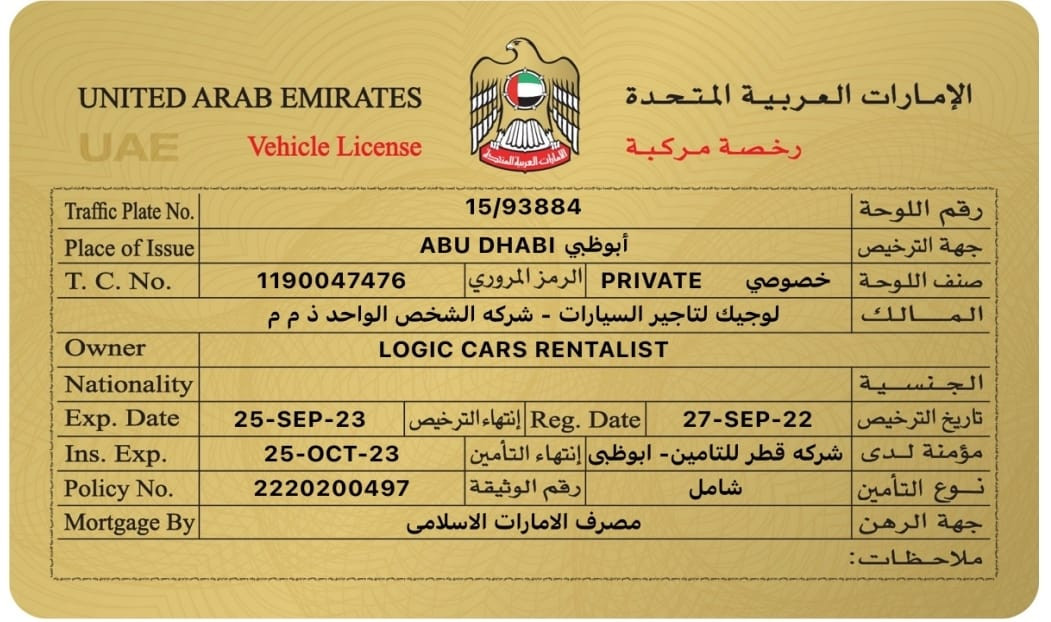 UNITED ARAB EMIRATES الإمارات العربية المتحدة
UAE Vehicle License رخصة مركبة
الإمارات العربية المتحدة
Traffic Plate No. 15/93884 رقم اللوحة
Place of Issue ABU DHABI أبوظبي جهة الترخيص
T. C. No. 1190047476 الرمز المروري PRIVATE خصوصي صنف اللوحة
لوجيك لتاجير السيارات - شركه الشخص الواحد ذ م م المالك
Owner LOGIC CARS RENTALIST
Nationality الجنسية
Exp. Date 25-SEP-23 إنتهاء الترخيص Reg. Date 27-SEP-22 تاريخ الترخيص
Ins. Exp. 25-OCT-23 إنتهاء التأمين شركه قطر للتامين- ابوظبى مؤمنة لدى
Policy No. 2220200497 رقم الوثيقة شامل نوع التأمين
Mortgage By مصرف الامارات الاسلامى جهة الرهن
ملاحظات: